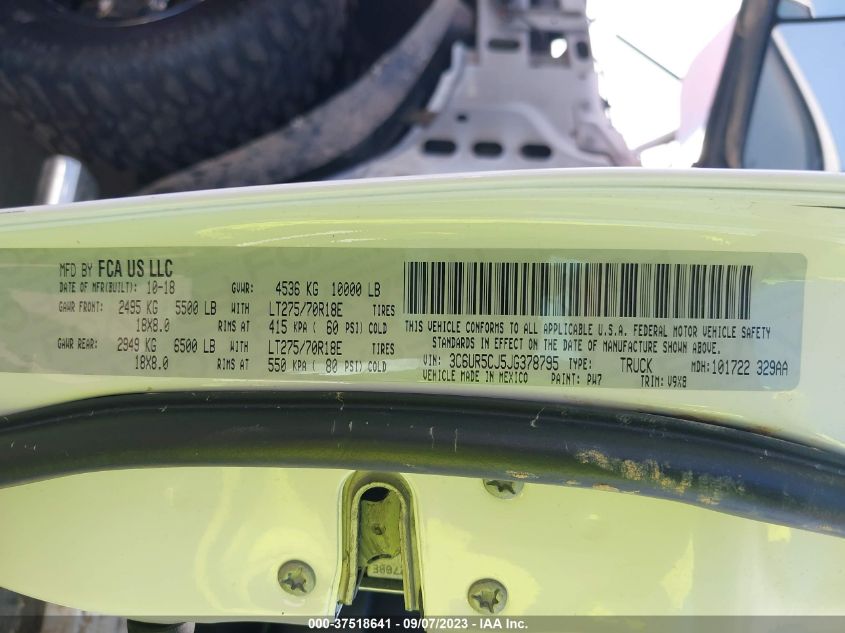 MFD BY FCA US LLC
DATE OF MFR(BUILT): 10-18 GVWR: 4536 KG 10000 LB
GAWR FRONT: 2495 KG 5500 LB WITH LT275/70R18E TIRES
18X8.0 RIMS AT 415 KPA ( 60 PSI) COLD
GAWR REAR: 2949 KG 6500 LB WITH LT275/70R18E TIRES
18X8.0 RIMS AT 550 KPA ( 80 PSI) COLD
THIS VEHICLE CONFORMS TO ALL APPLICABLE U.S.A. FEDERAL MOTOR VEHICLE SAFETY
STANDARDS IN EFFECT ON THE DATE OF MANUFACTURE SHOWN ABOVE.
VIN: 3C6UR5CJ5JG378795 TYPE: TRUCK MDH: 101722 329AA
VEHICLE MADE IN MEXICO PAINT: PW7 TRIM: V9X8
000-37518641 - 09/07/2023 - IAA Inc.